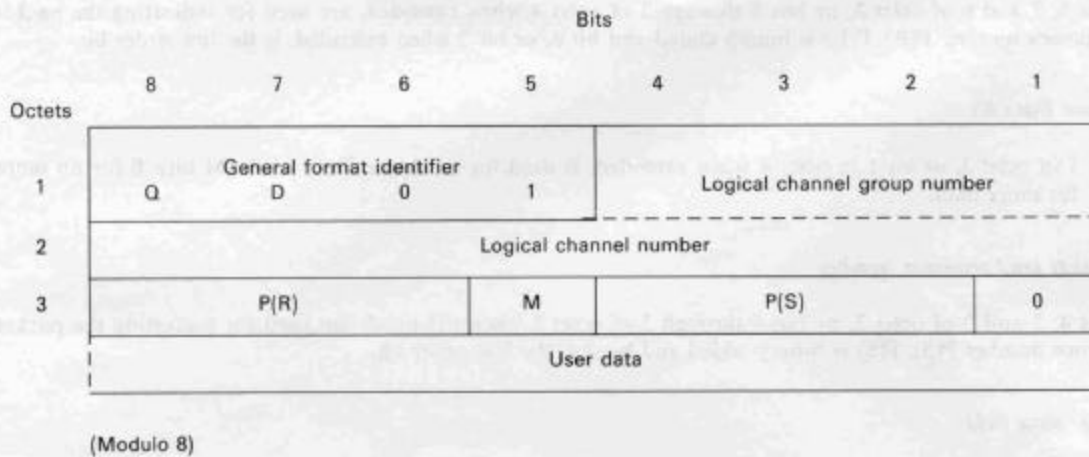 Bits
8 7 6 5 4 3 2 1
Octets
General format identifier
1 Q D 0 1 Logical channel group number
2 Logical channel number
3 P(R) M P(S) 0
User data
(Modulo 8)